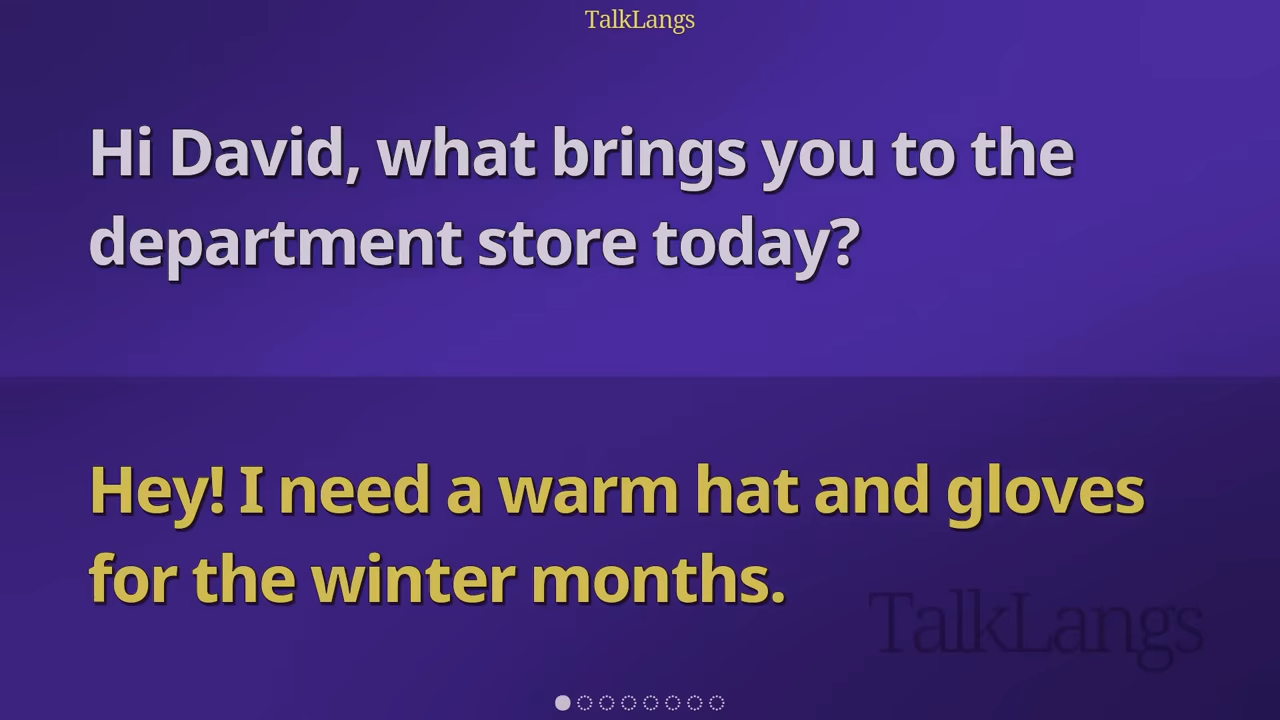 TalkLangs
Hi David, what brings you to the
department store today?
Hey! I need a warm hat and gloves
for the winter months.
TalkLangs